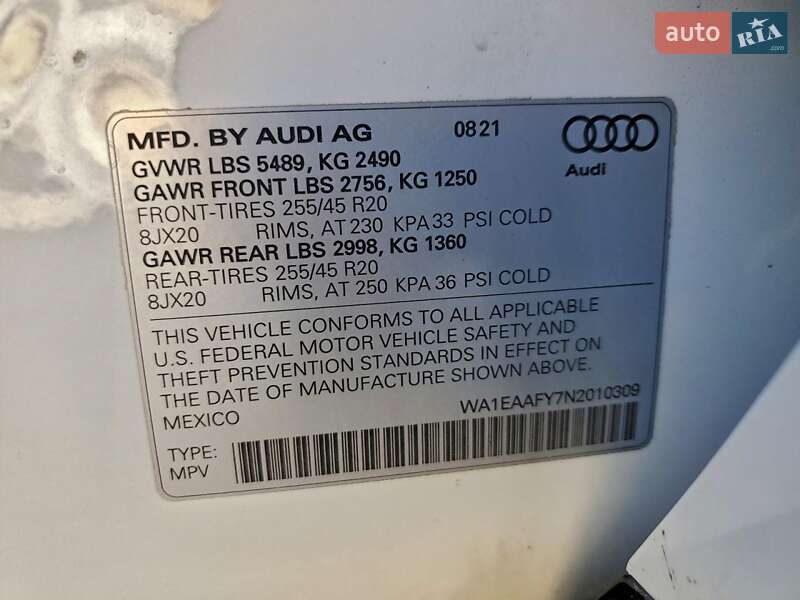 auto RIA.com
MFD. BY AUDI AG 08 21
GVWR LBS 5489, KG 2490
GAWR FRONT LBS 2756, KG 1250
FRONT-TIRES 255/45 R20
8JX20 RIMS, AT 230 KPA 33 PSI COLD
GAWR REAR LBS 2998, KG 1360
REAR-TIRES 255/45 R20
8JX20 RIMS, AT 250 KPA 36 PSI COLD
Audi
THIS VEHICLE CONFORMS TO ALL APPLICABLE
U.S. FEDERAL MOTOR VEHICLE SAFETY AND
THEFT PREVENTION STANDARDS IN EFFECT ON
THE DATE OF MANUFACTURE SHOWN ABOVE.
MEXICO WA1EAAFY7N2010309
TYPE:
MPV